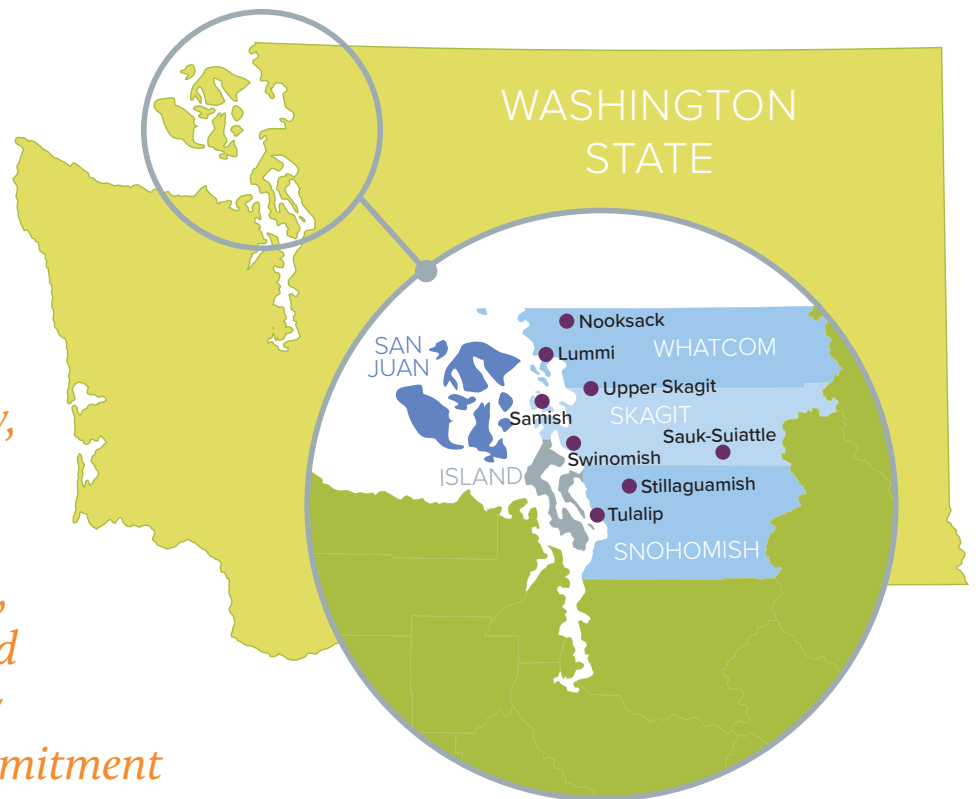 WASHINGTON
STATE
Nooksack
SAN
JUAN
Lummi
WHATCOM
Upper Skagit
Samish
SKAGIT
Sauk-Suiattle
Swinomish
ISLAND
Stillaguamish
Tulalip
SNOHOMISH
mitment